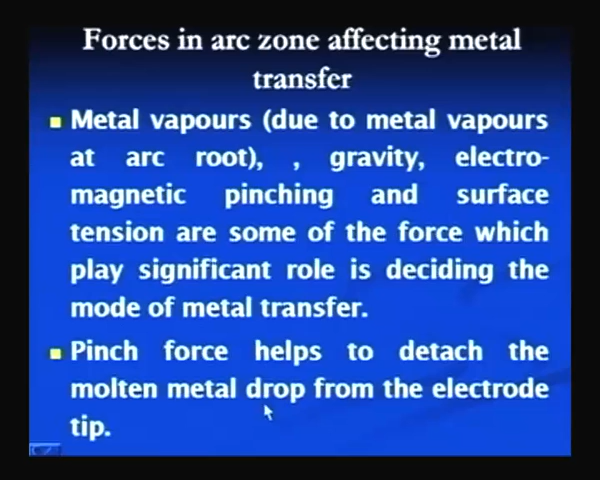 Forces in arc zone affecting metal
transfer
Metal vapours (due to metal vapours
at arc root), , gravity, electro-
magnetic pinching and surface
tension are some of the force which
play significant role is deciding the
mode of metal transfer.
Pinch force helps to detach the
molten metal drop from the electrode
tip.